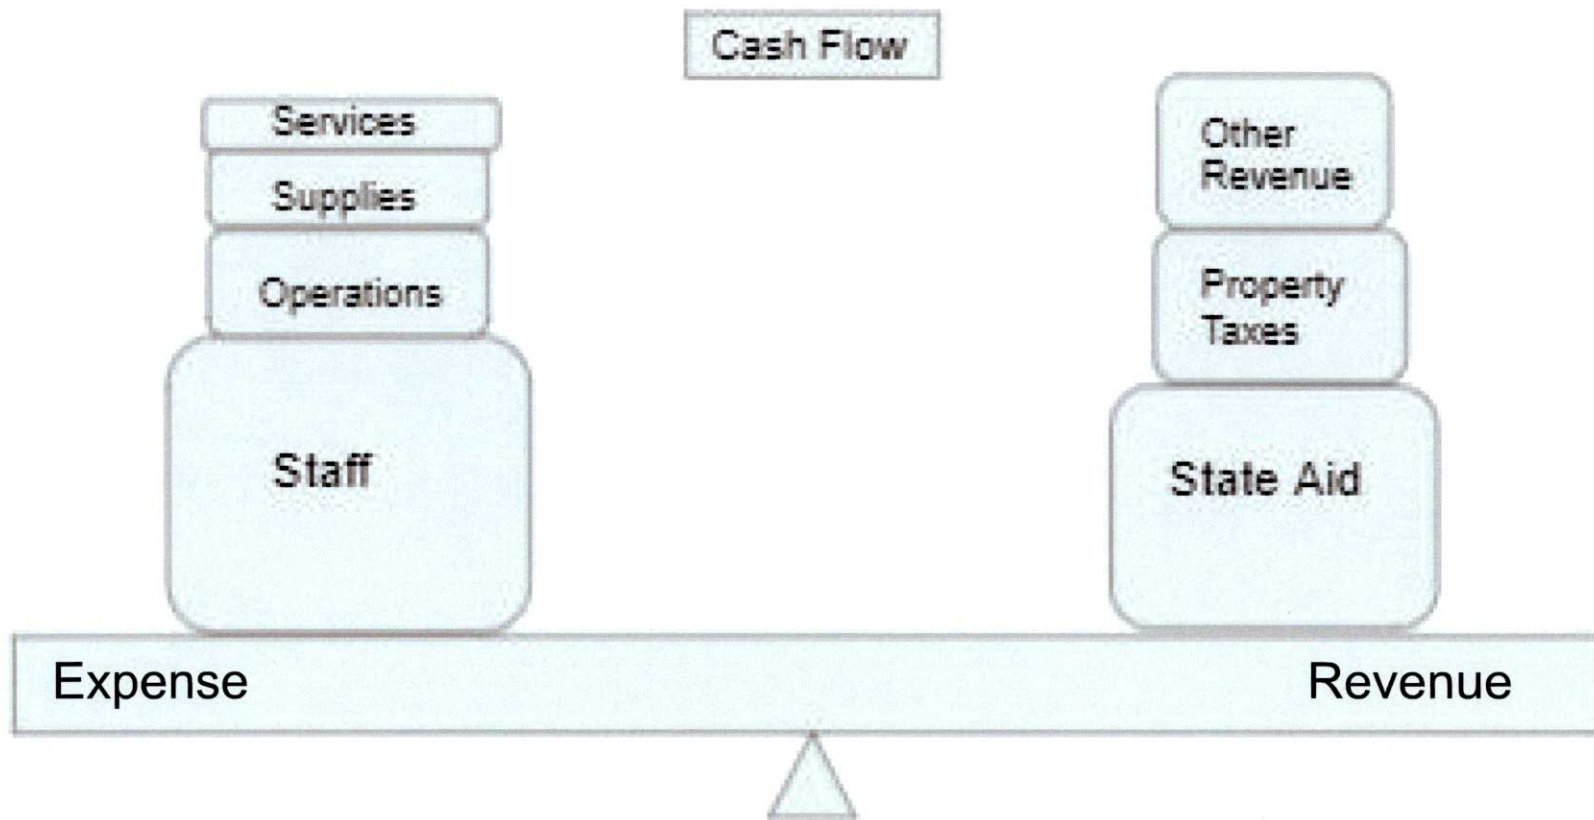 Cash Flow
Services
Supplies
Operations
Staff
Other
Revenue
Property
Taxes
State Aid
Expense
Revenue